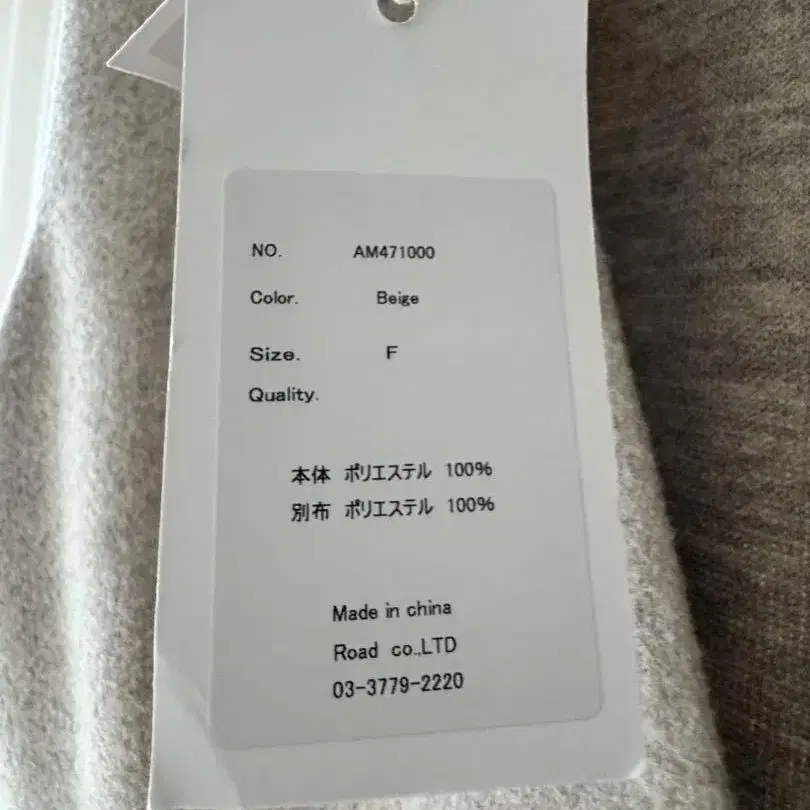 NO. AM471000
Color. Beige
Size. F
Quality.
本体 ポリエステル 100%
別布 ポリエステル 100%
Made in china
Road co.,LTD
03-3779-2220